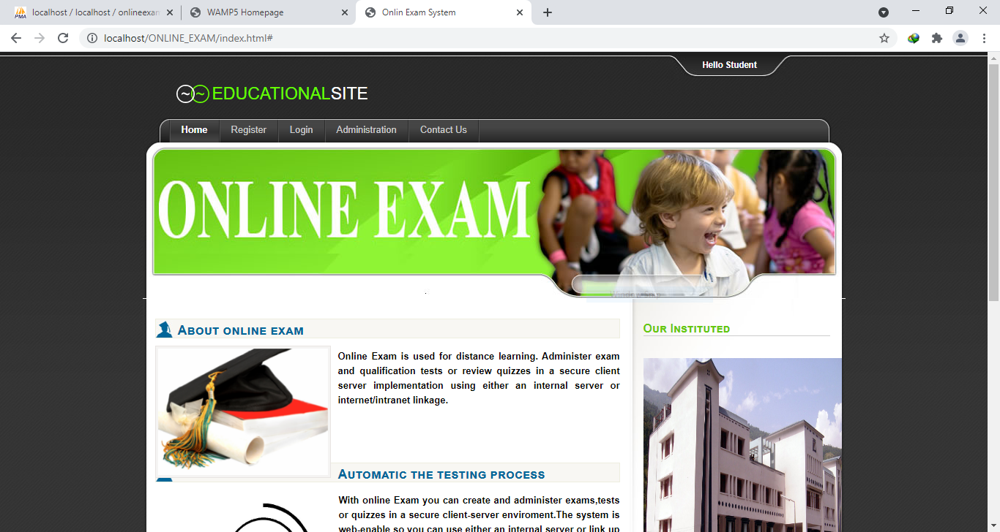 PMA localhost / localhost / onlineexam
WAMP5 Homepage
Onlin Exam System
localhost/ONLINE_EXAM/index.html#
Hello Student
EDUCATIONALSITE
Home Register Login Administration Contact Us
ONLINE EXAM
About online exam
Online Exam is used for distance learning. Administer exam
and qualification tests or review quizzes in a secure client
server implementation using either an internal server or
internet/intranet linkage.
Automatic the testing process
With online Exam you can create and administer exams,tests
or quizzes in a secure client-server enviroment.The system is
web-enable so you can use either an internal server or link up
Our Instituted